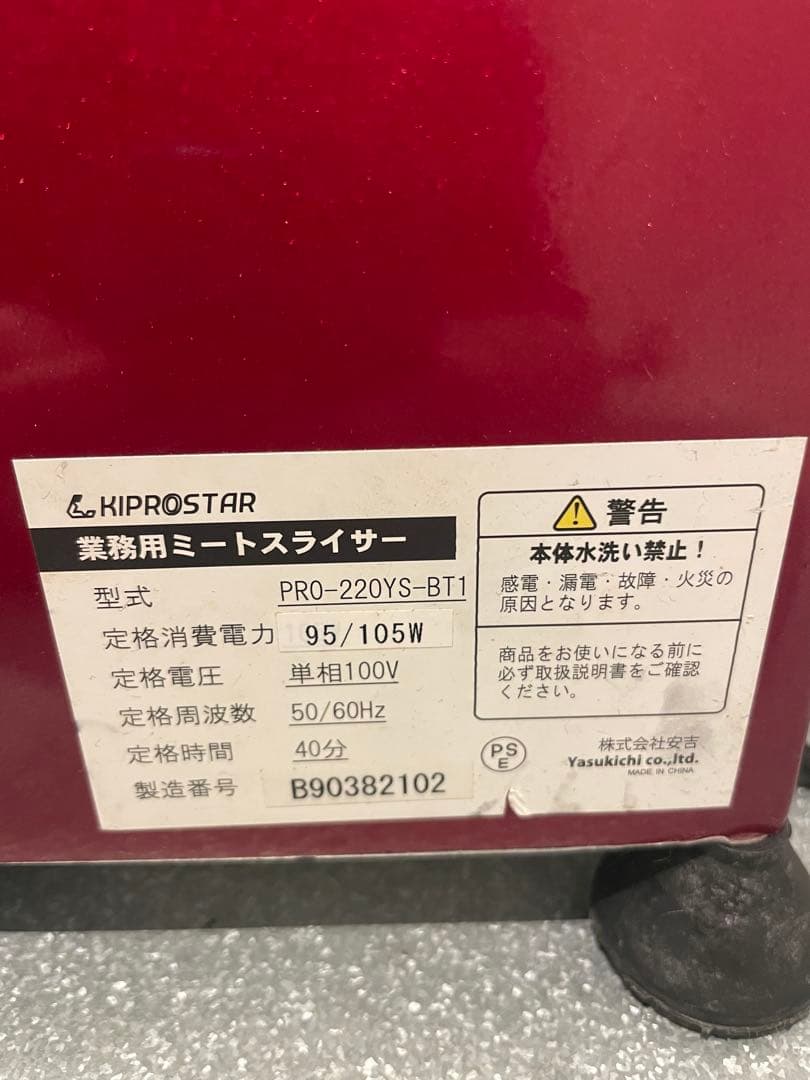 KIPROSTAR
業務用ミートスライサー
型式 PRO-220YS-BT1
定格消費電力 95/105W
定格電圧 単相100V
定格周波数 50/60Hz
定格時間 40分
製造番号 B90382102
警告
本体水洗い禁止！
感電・漏電・故障・火災の
原因となります。
商品をお使いになる前に
必ず取扱説明書をご確認
ください。
PS
E
株式会社安吉
Yasukichi co.,ltd.
MADE IN CHINA